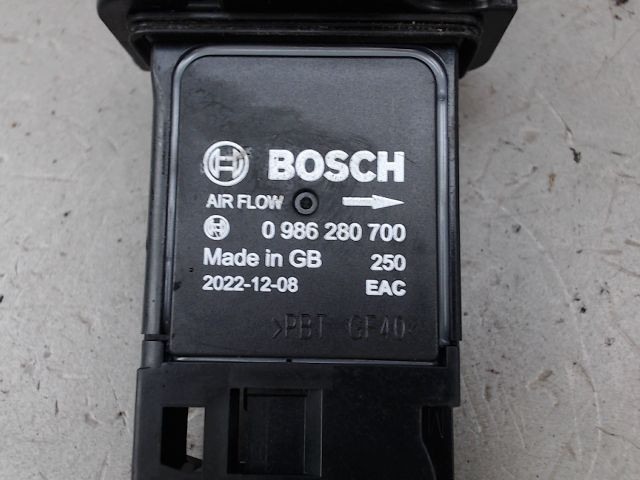 BOSCH
AIR FLOW
0 986 280 700
Made in GB 250
2022-12-08 EAC
>PBT GF40<